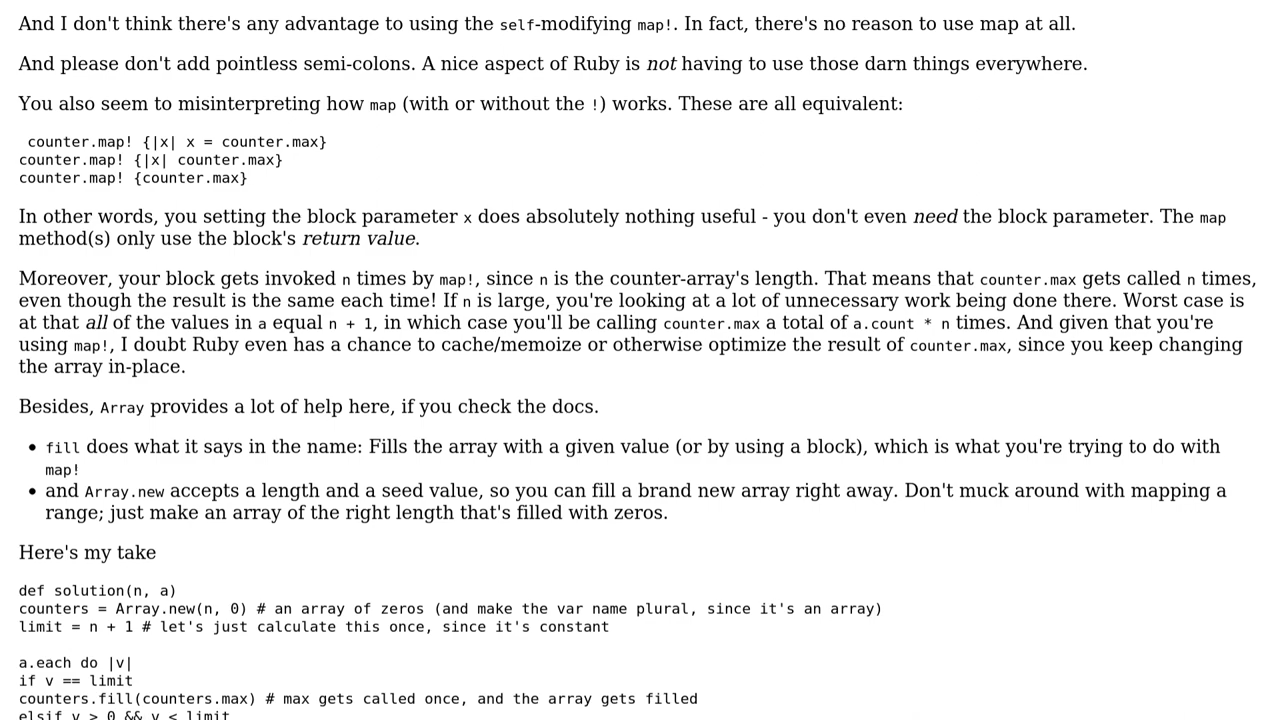 And I don't think there's any advantage to using the self-modifying map!. In fact, there's no reason to use map at all.
And please don't add pointless semi-colons. A nice aspect of Ruby is not having to use those darn things everywhere.
You also seem to misinterpreting how map (with or without the !) works. These are all equivalent:
counter.map! {|x| x = counter.max}
counter.map! {|x| counter.max}
counter.map! {counter.max}
In other words, you setting the block parameter x does absolutely nothing useful - you don't even need the block parameter. The map
method(s) only use the block's return value.
Moreover, your block gets invoked n times by map!, since n is the counter-array's length. That means that counter.max gets called n times,
even though the result is the same each time! If n is large, you're looking at a lot of unnecessary work being done there. Worst case is
at that all of the values in a equal n + 1, in which case you'll be calling counter.max a total of a.count * n times. And given that you're
using map!, I doubt Ruby even has a chance to cache/memoize or otherwise optimize the result of counter.max, since you keep changing
the array in-place.
Besides, Array provides a lot of help here, if you check the docs.
• fill does what it says in the name: Fills the array with a given value (or by using a block), which is what you're trying to do with
map!
• and Array.new accepts a length and a seed value, so you can fill a brand new array right away. Don't muck around with mapping a
range; just make an array of the right length that's filled with zeros.
Here's my take
def solution(n, a)
counters = Array.new(n, 0) # an array of zeros (and make the var name plural, since it's an array)
limit = n + 1 # let's just calculate this once, since it's constant
a.each do |v|
if v == limit
counters.fill(counters.max) # max gets called once, and the array gets filled
elsif v > 0 && v < limit